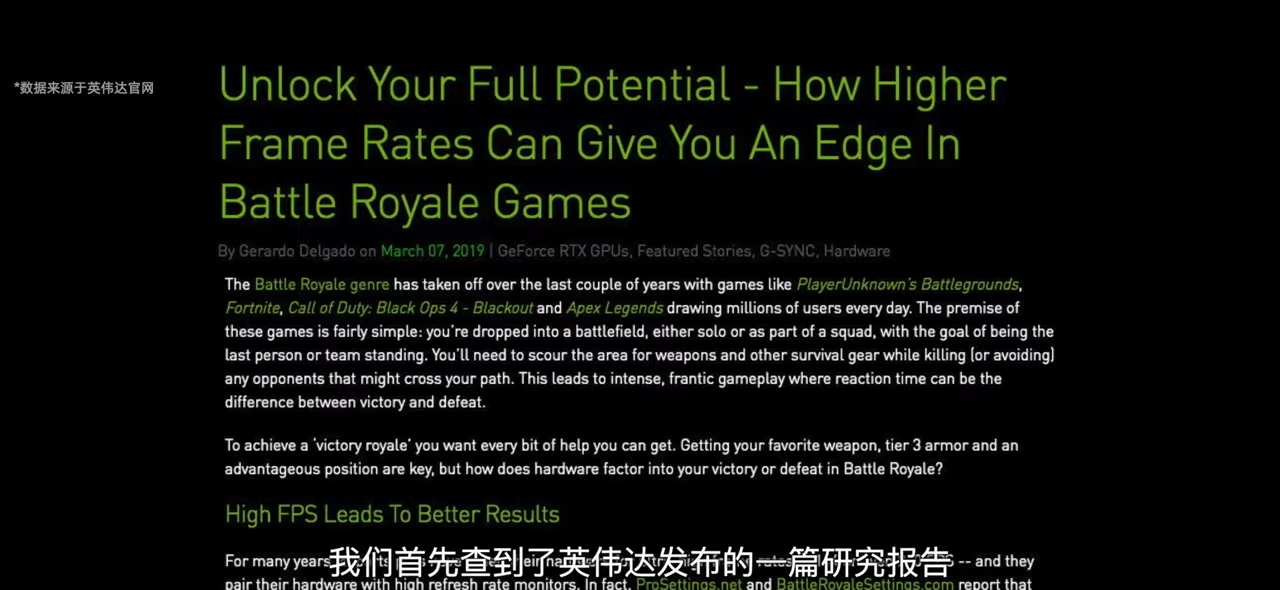 *数据来源于英伟达官网
Unlock Your Full Potential - How Higher
Frame Rates Can Give You An Edge In
Battle Royale Games
By Gerardo Delgado on March 07, 2019 | GeForce RTX GPUs, Featured Stories, G-SYNC, Hardware
The Battle Royale genre has taken off over the last couple of years with games like PlayerUnknown's Battlegrounds,
Fortnite, Call of Duty: Black Ops 4 - Blackout and Apex Legends drawing millions of users every day. The premise of
these games is fairly simple: you're dropped into a battlefield, either solo or as part of a squad, with the goal of being the
last person or team standing. You'll need to scour the area for weapons and other survival gear while killing (or avoiding)
any opponents that might cross your path. This leads to intense, frantic gameplay where reaction time can be the
difference between victory and defeat.
To achieve a 'victory royale' you want every bit of help you can get. Getting your favorite weapon, tier 3 armor and an
advantageous position are key, but how does hardware factor into your victory or defeat in Battle Royale?
High FPS Leads To Better Results
For many years -- and they
我们首先查到了英伟达发布的一篇研究报告
pair their hardware with high refresh rate monitors. In fact, ProSettings.net and BattleRoyaleSettings.com report that